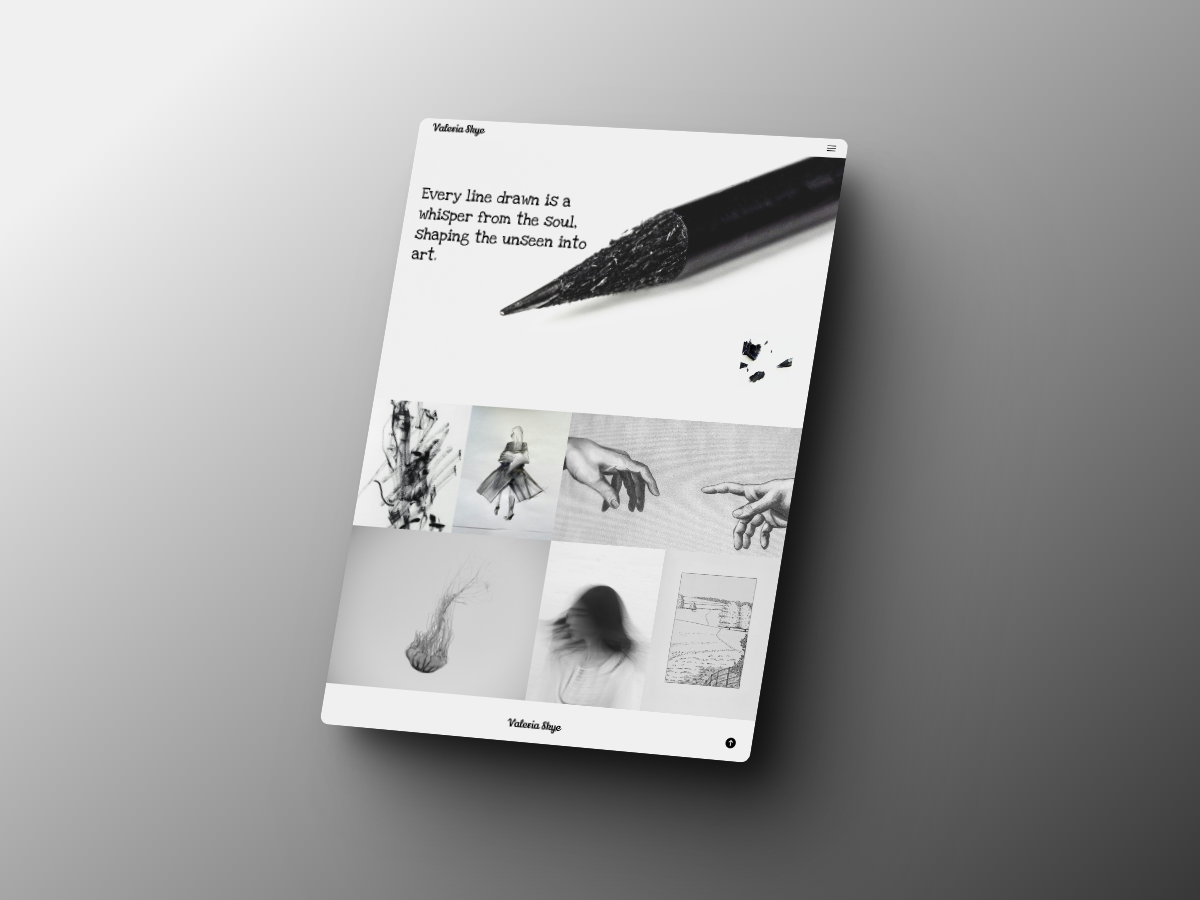 Valeria Skye
Every line drawn is a
whisper from the soul,
shaping the unseen into
art.
Valeria Skye